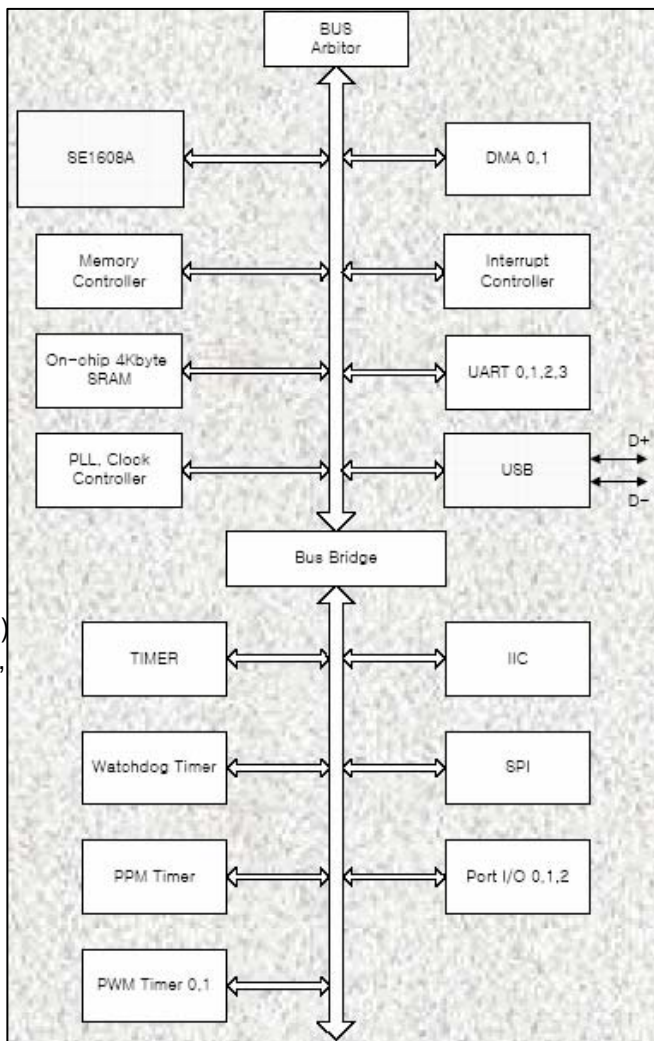 BUS
Arbitor
SE1608A
DMA 0,1
Memory
Controller
Interrupt
Controller
On-chip 4Kbyte
SRAM
UART 0,1,2,3
PLL, Clock
Controller
USB
D+
D-
Bus Bridge
)
,
TIMER
IIC
Watchdog Timer
SPI
PPM Timer
Port I/O 0,1,2
PWM Timer 0,1